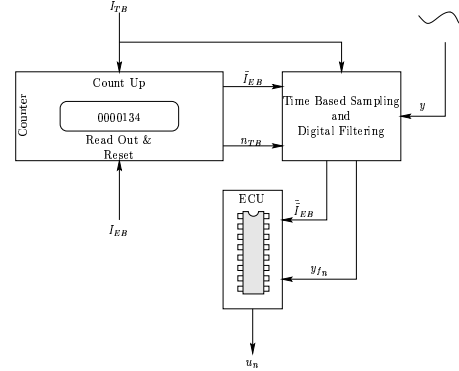 I_TB
Count Up
Counter
0000134
Read Out &
Reset
I_EB
Ī_EB
n_TB
Time Based Sampling
and
Digital Filtering
y
ECU
Ī̄_EB
y_fn
u_n